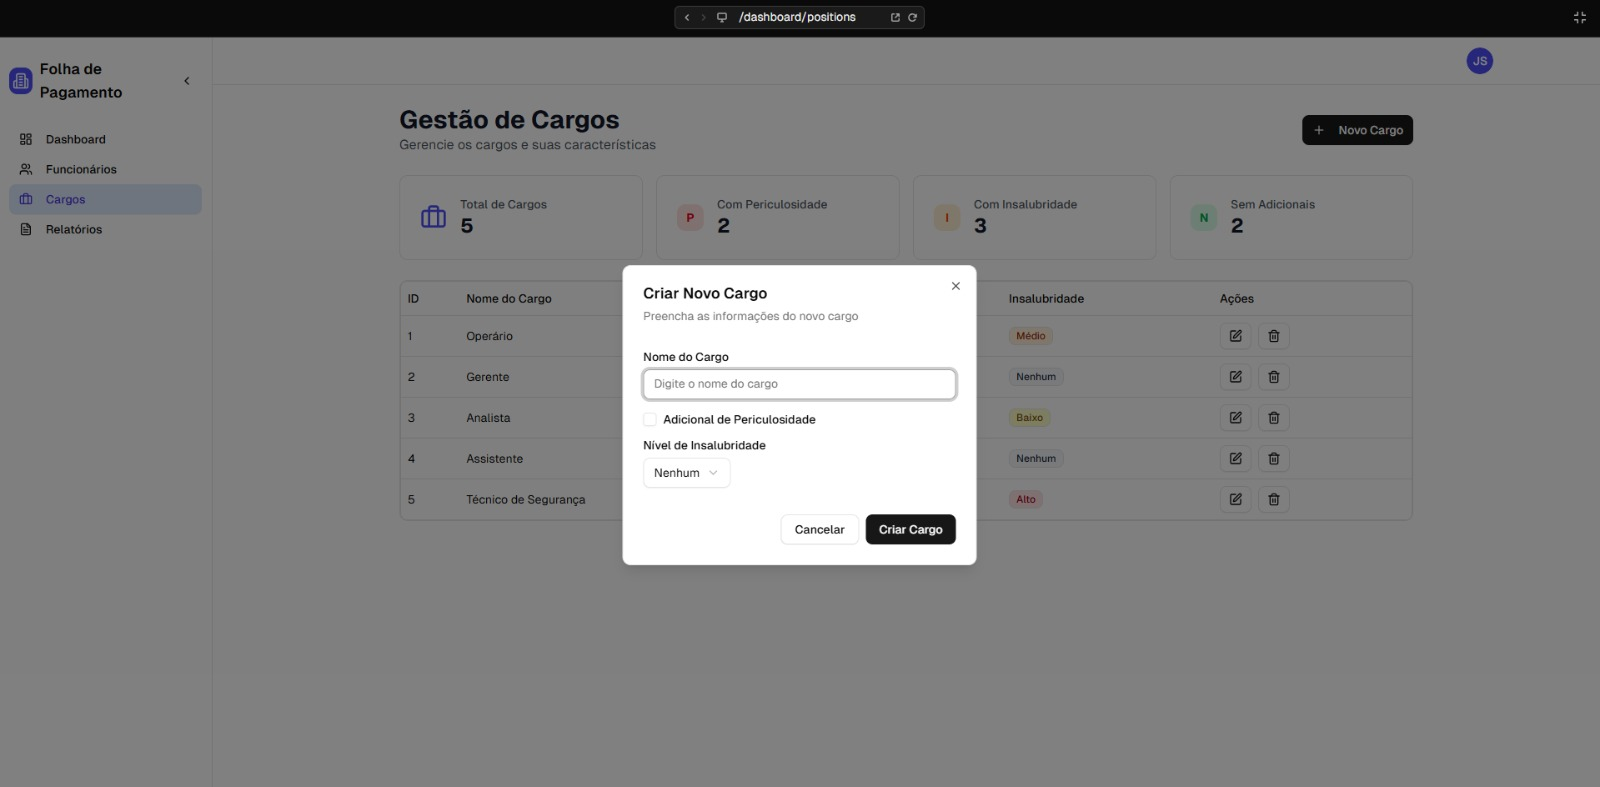 /dashboard/positions
Folha de
Pagamento
Dashboard
Funcionários
Cargos
Relatórios
JS
Gestão de Cargos
Gerencie os cargos e suas características
Novo Cargo
Total de Cargos
5
P
Com Periculosidade
2
I
Com Insalubridade
3
N
Sem Adicionais
2
ID Nome do Cargo Insalubridade Ações
1 Operário Médio
2 Gerente Nenhum
3 Analista Baixo
4 Assistente Nenhum
5 Técnico de Segurança Alto
Criar Novo Cargo
Preencha as informações do novo cargo
Nome do Cargo
Digite o nome do cargo
Adicional de Periculosidade
Nível de Insalubridade
Nenhum
Cancelar Criar Cargo